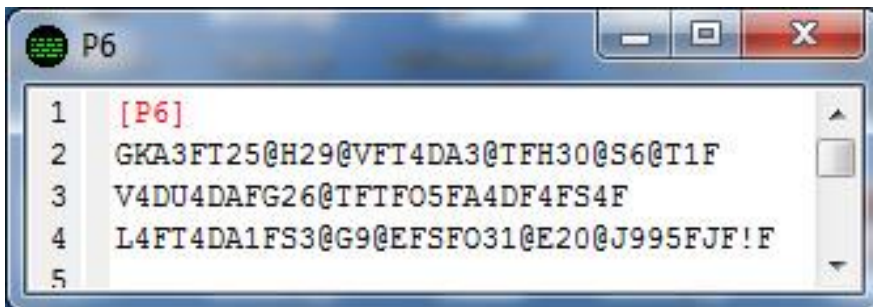 P6
1 [P6]
2 GKA3FT25@H29@VFT4DA3@TFH30@S6@T1F
3 V4DU4DAFG26@TFTFO5FA4DF4FS4F
4 L4FT4DA1FS3@G9@EFSFO31@E20@J995FJF!F
5